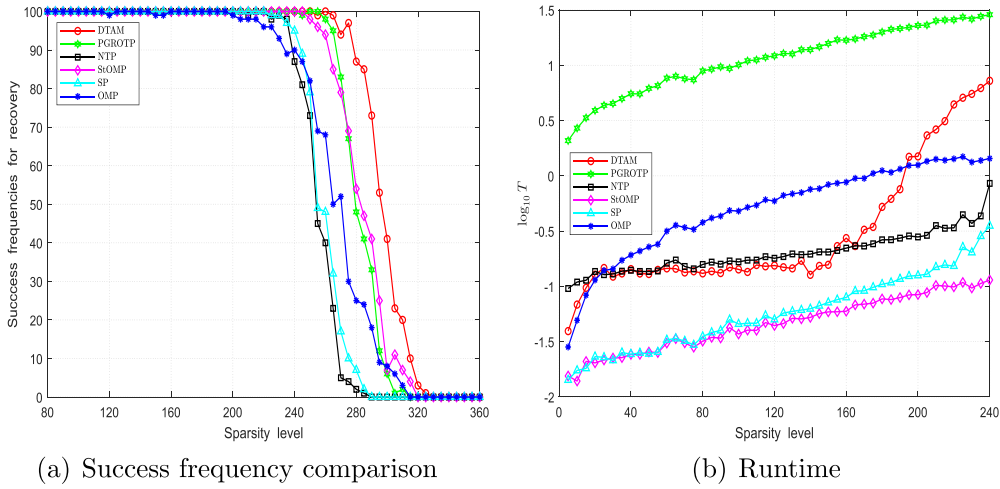 100
90
80
70
60
50
40
30
20
10
0
80
120
160
200
240
280
320
360
Success frequencies for recovery
Sparsity level
DTAM
PGROTP
NTP
StOMP
SP
OMP
(a) Success frequency comparison
1.5
1
0.5
0
-0.5
-1
-1.5
-2
0
40
80
120
160
200
240
log10 T
Sparsity level
DTAM
PGROTP
NTP
StOMP
SP
OMP
(b) Runtime